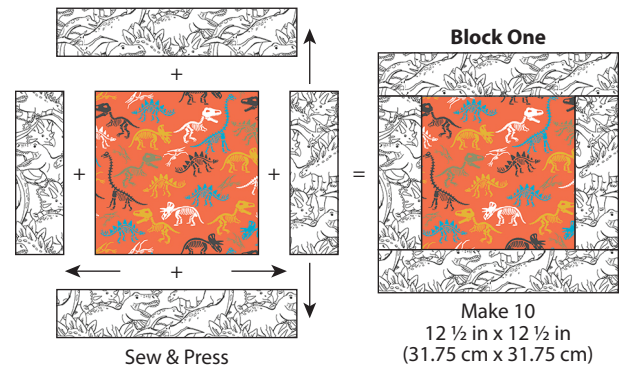 Block One
+
+
+
=
+
Sew & Press
Make 10
12 ½ in x 12 ½ in
(31.75 cm x 31.75 cm)